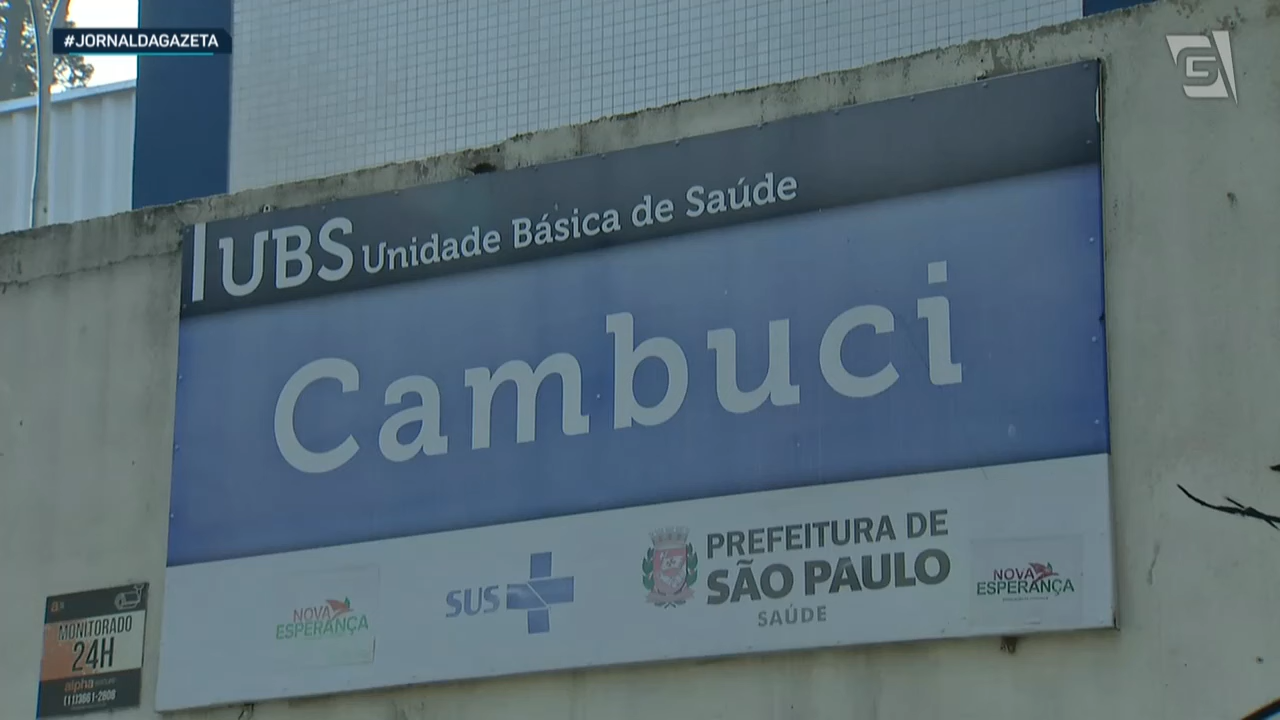 #JORNALDAGAZETA
G
UBS Unidade Básica de Saúde
Cambuci
NOVA
ESPERANÇA
SUS
PREFEITURA DE
SÃO PAULO
SAÚDE
NOVA
ESPERANÇA
MONITORADO
24H
alpha